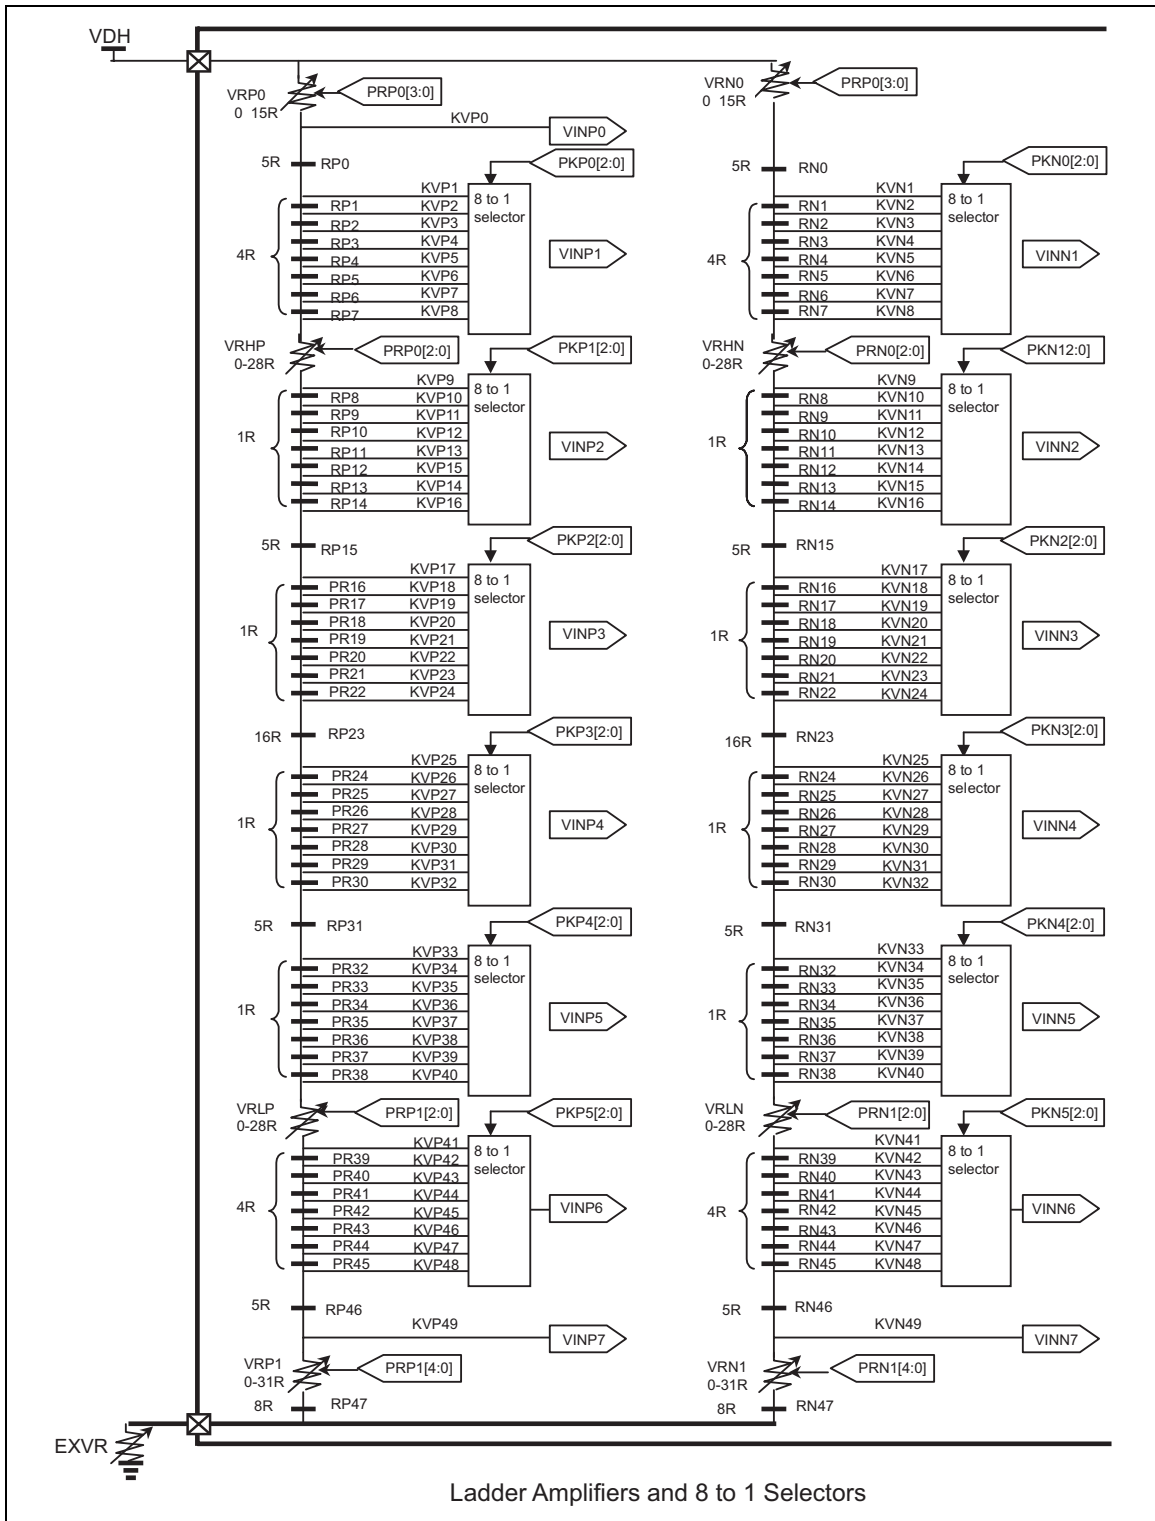 VDH
VRP0
0 15R
PRP0[3:0]
KVP0
VINP0
5R
RP0
PKP0[2:0]
KVP1
8 to 1
selector
RP1
KVP2
RP2
KVP3
RP3
KVP4
4R
RP4
KVP5
VINP1
RP5
KVP6
RP6
KVP7
RP7
KVP8
VRHP
0-28R
PRP0[2:0]
PKP1[2:0]
KVP9
8 to 1
selector
RP8
KVP10
RP9
KVP11
1R
RP10
KVP12
RP11
KVP13
VINP2
RP12
KVP15
RP13
KVP14
RP14
KVP16
5R
RP15
PKP2[2:0]
KVP17
8 to 1
selector
PR16
KVP18
PR17
KVP19
PR18
KVP20
1R
PR19
KVP21
VINP3
PR20
KVP22
PR21
KVP23
PR22
KVP24
16R
RP23
PKP3[2:0]
KVP25
8 to 1
selector
PR24
KVP26
PR25
KVP27
PR26
KVP28
1R
PR27
KVP29
VINP4
PR28
KVP30
PR29
KVP31
PR30
KVP32
5R
RP31
PKP4[2:0]
KVP33
8 to 1
selector
PR32
KVP34
PR33
KVP35
PR34
KVP36
1R
PR35
KVP37
VINP5
PR36
KVP38
PR37
KVP39
PR38
KVP40
VRLP
0-28R
PRP1[2:0]
PKP5[2:0]
KVP41
8 to 1
selector
PR39
KVP42
PR40
KVP43
PR41
KVP44
4R
PR42
KVP45
VINP6
PR43
KVP46
PR44
KVP47
PR45
KVP48
5R
RP46
KVP49
VINP7
VRP1
0-31R
PRP1[4:0]
8R
RP47
EXVR
VRN0
0 15R
PRP0[3:0]
5R
RN0
PKN0[2:0]
KVN1
8 to 1
selector
RN1
KVN2
RN2
KVN3
RN3
KVN4
4R
RN4
KVN5
VINN1
RN5
KVN6
RN6
KVN7
RN7
KVN8
VRHN
0-28R
PRN0[2:0]
PKN12:0]
KVN9
8 to 1
selector
RN8
KVN10
RN9
KVN11
1R
RN10
KVN12
RN11
KVN13
VINN2
RN12
KVN14
RN13
KVN15
RN14
KVN16
5R
RN15
PKN2[2:0]
KVN17
8 to 1
selector
RN16
KVN18
RN17
KVN19
RN18
KVN20
1R
RN19
KVN21
VINN3
RN20
KVN22
RN21
KVN23
RN22
KVN24
16R
RN23
PKN3[2:0]
KVN25
8 to 1
selector
RN24
KVN26
RN25
KVN27
RN26
KVN28
1R
RN27
KVN29
VINN4
RN28
KVN30
RN29
KVN31
RN30
KVN32
5R
RN31
PKN4[2:0]
KVN33
8 to 1
selector
RN32
KVN34
RN33
KVN35
RN34
KVN36
1R
RN35
KVN37
VINN5
RN36
KVN38
RN37
KVN39
RN38
KVN40
VRLN
0-28R
PRN1[2:0]
PKN5[2:0]
KVN41
8 to 1
selector
RN39
KVN42
RN40
KVN43
RN41
KVN44
4R
RN42
KVN45
VINN6
RN43
KVN46
RN44
KVN47
RN45
KVN48
5R
RN46
KVN49
VINN7
VRN1
0-31R
PRN1[4:0]
8R
RN47
Ladder Amplifiers and 8 to 1 Selectors